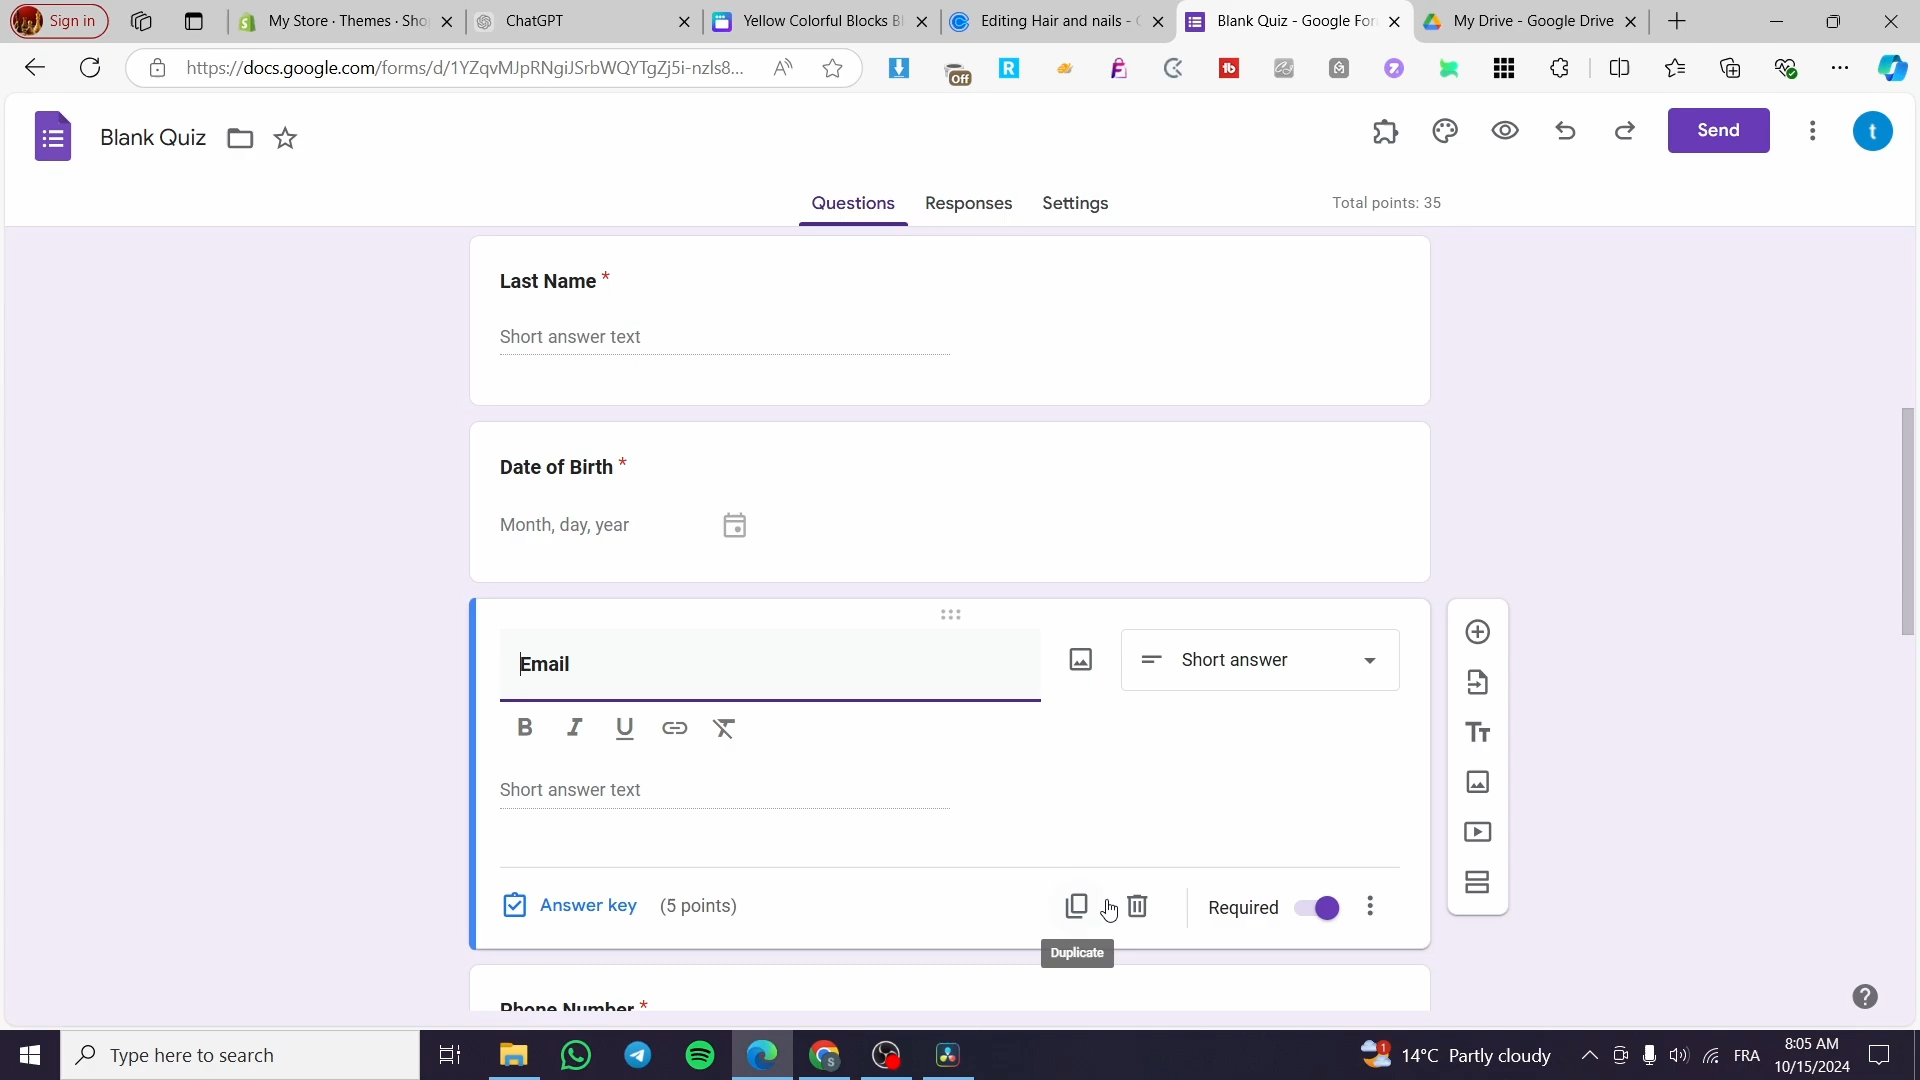 Sign in
My Store · Themes · Sho
ChatGPT
Yellow Colorful Blocks Bl
Editing Hair and nails -
Blank Quiz - Google For
My Drive - Google Drive
https://docs.google.com/forms/d/1YZqvMJpRNgiJSrbWQYTgZj5i-nzls8...
Off
Blank Quiz
Send
t
Questions
Responses
Settings
Total points: 35
Last Name *
Short answer text
Date of Birth *
Month, day, year
Email
Short answer
B I U
Short answer text
Answer key
(5 points)
Required
Duplicate
Phone Number *
Type here to search
14°C Partly cloudy
FRA
8:05 AM
10/15/2024